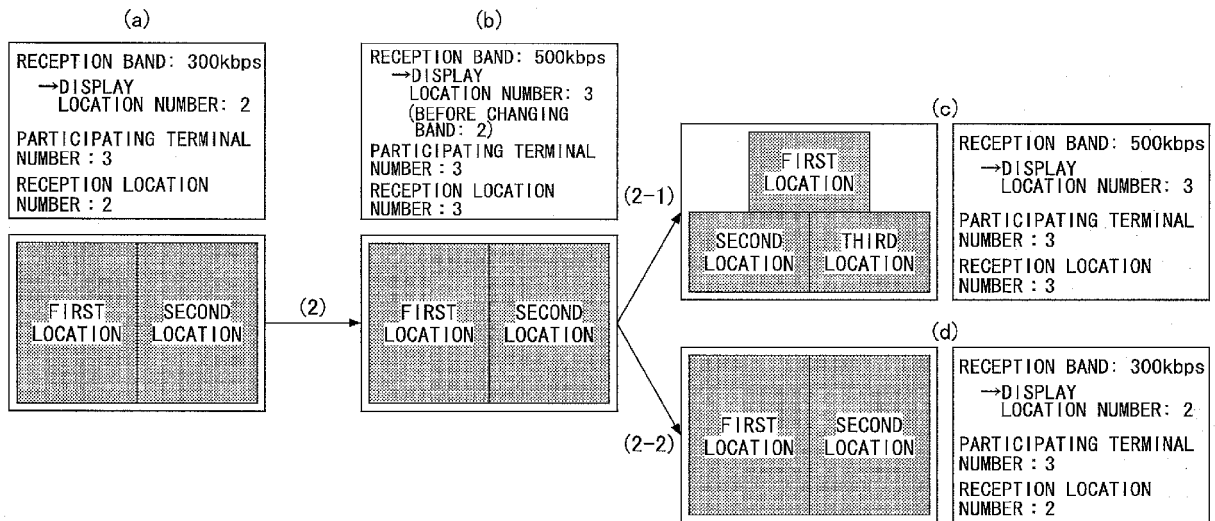 (a)
RECEPTION BAND: 300kbps
→DISPLAY
LOCATION NUMBER: 2
PARTICIPATING TERMINAL
NUMBER: 3
RECEPTION LOCATION
NUMBER: 2
FIRST
LOCATION
SECOND
LOCATION
(2)
(b)
RECEPTION BAND: 500kbps
→DISPLAY
LOCATION NUMBER: 3
(BEFORE CHANGING
BAND: 2)
PARTICIPATING TERMINAL
NUMBER: 3
RECEPTION LOCATION
NUMBER: 3
FIRST
LOCATION
SECOND
LOCATION
(2-1)
(2-2)
(c)
FIRST
LOCATION
SECOND
LOCATION
THIRD
LOCATION
RECEPTION BAND: 500kbps
→DISPLAY
LOCATION NUMBER: 3
PARTICIPATING TERMINAL
NUMBER: 3
RECEPTION LOCATION
NUMBER: 3
(d)
FIRST
LOCATION
SECOND
LOCATION
RECEPTION BAND: 300kbps
→DISPLAY
LOCATION NUMBER: 2
PARTICIPATING TERMINAL
NUMBER: 3
RECEPTION LOCATION
NUMBER: 2